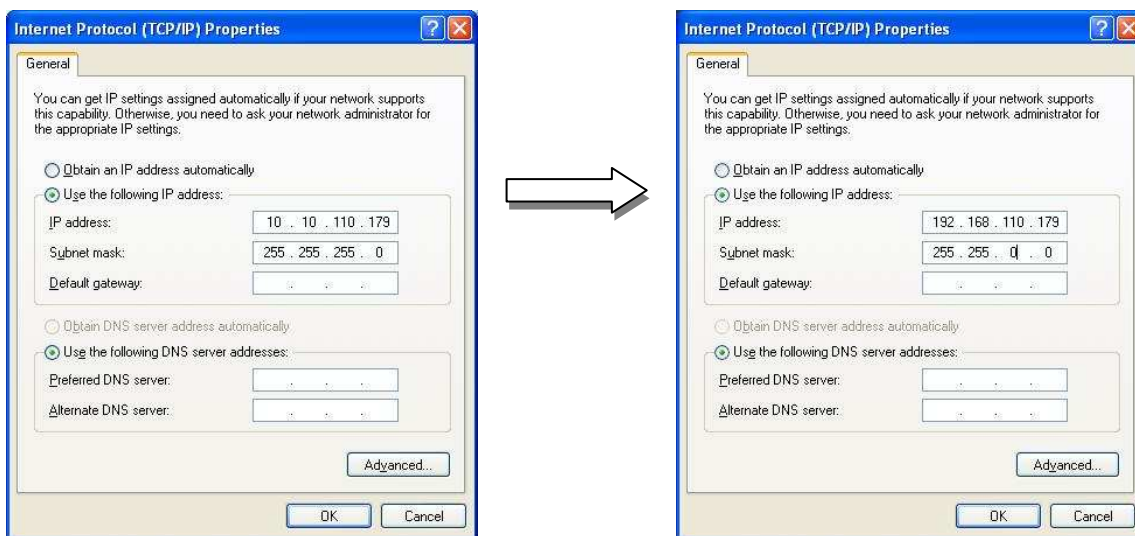 Internet Protocol (TCP/IP) Properties
General
You can get IP settings assigned automatically if your network supports
this capability. Otherwise, you need to ask your network administrator for
the appropriate IP settings.
Obtain an IP address automatically
Use the following IP address:
IP address: 10 . 10 . 110 . 179
Subnet mask: 255 . 255 . 255 . 0
Default gateway: . . .
Obtain DNS server address automatically
Use the following DNS server addresses:
Preferred DNS server: . . .
Alternate DNS server: . . .
Advanced...
OK Cancel
Internet Protocol (TCP/IP) Properties
General
You can get IP settings assigned automatically if your network supports
this capability. Otherwise, you need to ask your network administrator for
the appropriate IP settings.
Obtain an IP address automatically
Use the following IP address:
IP address: 192 . 168 . 110 . 179
Subnet mask: 255 . 255 . 0 . 0
Default gateway: . . .
Obtain DNS server address automatically
Use the following DNS server addresses:
Preferred DNS server: . . .
Alternate DNS server: . . .
Advanced...
OK Cancel